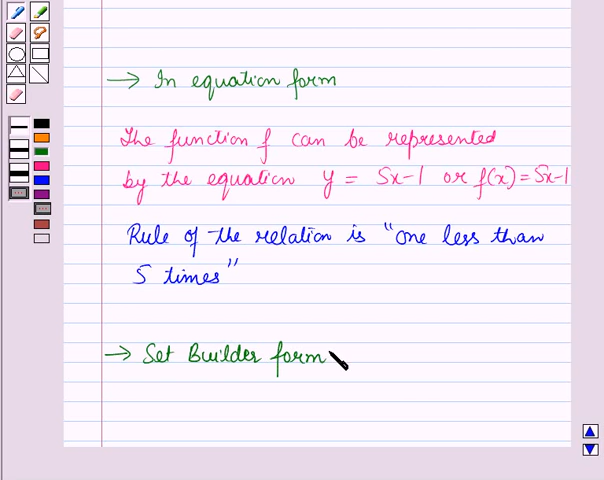 → In equation form
The function f can be represented
by the equation y = 5x-1 or f(x)=5x-1
Rule of the relation is "one less than
5 times"
→ Set Builder form